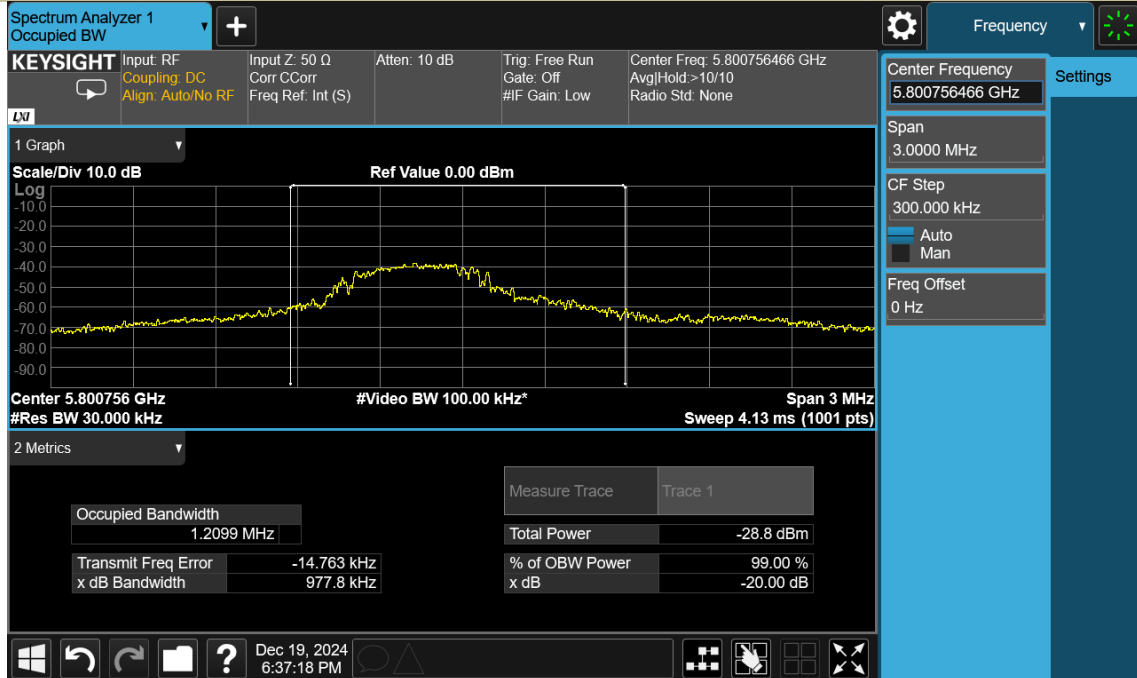 Spectrum Analyzer 1
Occupied BW
+
Frequency
KEYSIGHT
Input: RF
Coupling: DC
Align: Auto/No RF
Input Z: 50 Ω
Corr CCorr
Freq Ref: Int (S)
Atten: 10 dB
Trig: Free Run
Gate: Off
#IF Gain: Low
Center Freq: 5.800756466 GHz
Avg|Hold:>10/10
Radio Std: None
LXI
Center Frequency
5.800756466 GHz
Settings
Span
3.0000 MHz
CF Step
300.000 kHz
Auto
Man
Freq Offset
0 Hz
1 Graph
Scale/Div 10.0 dB
Ref Value 0.00 dBm
Log
-10.0
-20.0
-30.0
-40.0
-50.0
-60.0
-70.0
-80.0
-90.0
Center 5.800756 GHz
#Video BW 100.00 kHz*
Span 3 MHz
#Res BW 30.000 kHz
Sweep 4.13 ms (1001 pts)
2 Metrics
Measure Trace
Trace 1
Occupied Bandwidth
1.2099 MHz
Total Power
-28.8 dBm
Transmit Freq Error
-14.763 kHz
% of OBW Power
99.00 %
x dB Bandwidth
977.8 kHz
x dB
-20.00 dB
?
Dec 19, 2024
6:37:18 PM